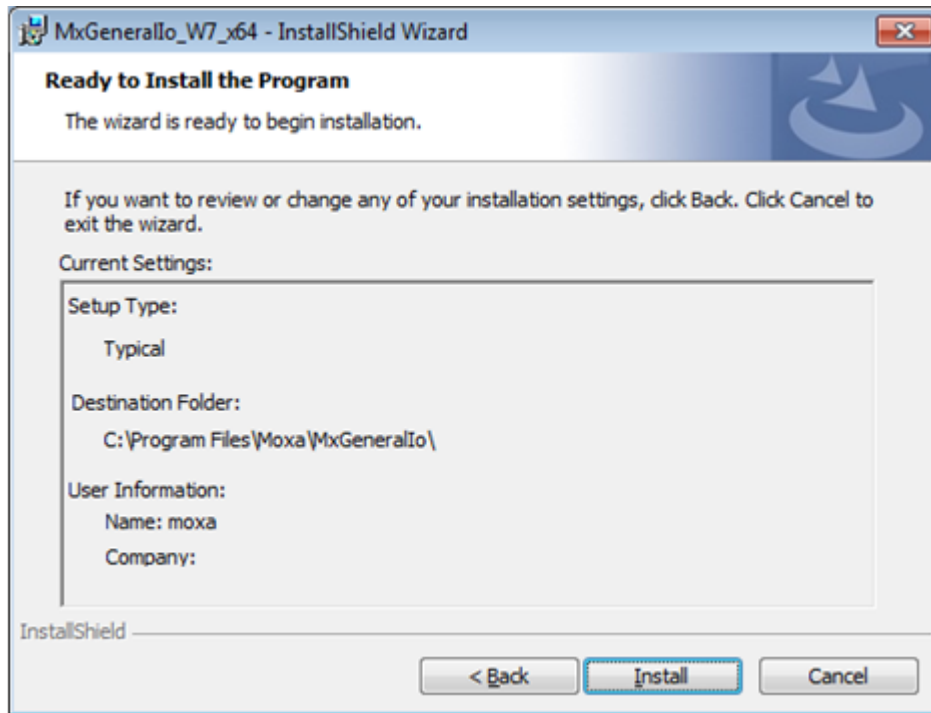 MxGeneralIo_W7_x64 - InstallShield Wizard
Ready to Install the Program
The wizard is ready to begin installation.
If you want to review or change any of your installation settings, click Back. Click Cancel to
exit the wizard.
Current Settings:
Setup Type:
Typical
Destination Folder:
C:\Program Files\Moxa\MxGeneralIo\
User Information:
Name: moxa
Company:
InstallShield
< Back
Install
Cancel